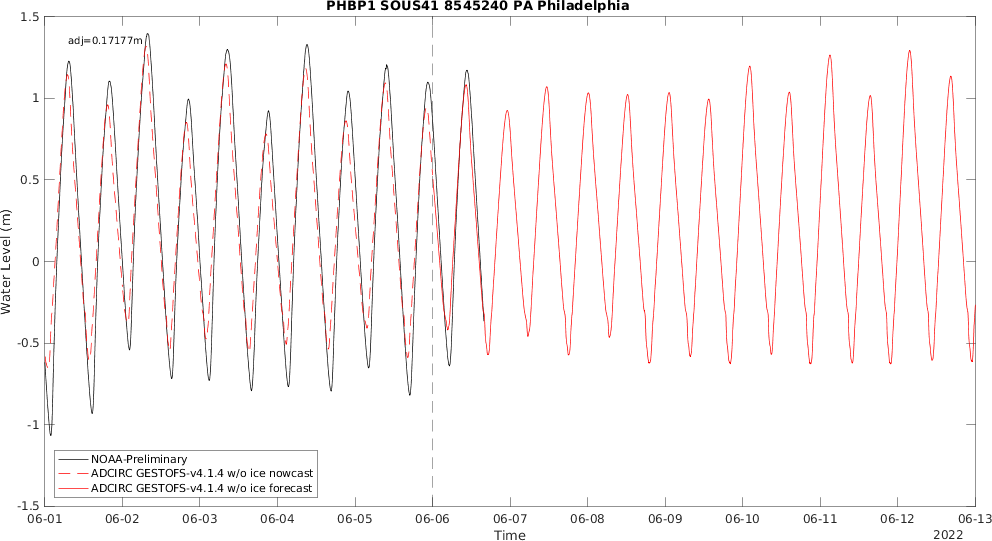 PHBP1 SOUS41 8545240 PA Philadelphia
adj=0.17177m
1.5
1
0.5
0
-0.5
-1
-1.5
Water Level (m)
NOAA-Preliminary
ADCIRC GESTOFS-v4.1.4 w/o ice nowcast
ADCIRC GESTOFS-v4.1.4 w/o ice forecast
06-01 06-02 06-03 06-04 06-05 06-06 06-07 06-08 06-09 06-10 06-11 06-12 06-13
Time
2022